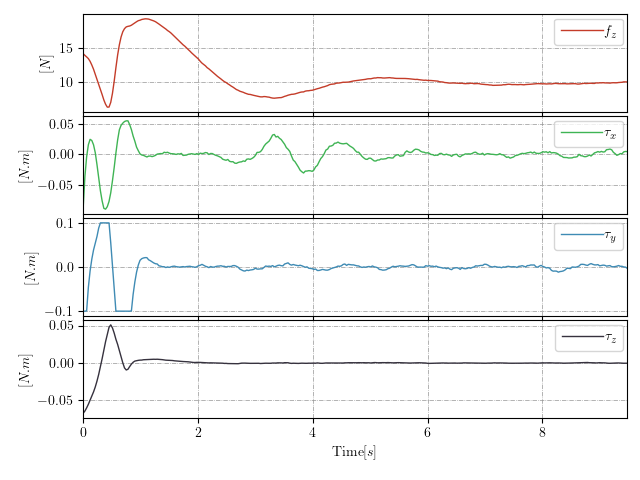 [N]
15
10
f_z
[N.m]
0.05
0.00
−0.05
τ_x
[N.m]
0.1
0.0
−0.1
τ_y
[N.m]
0.05
0.00
−0.05
τ_z
0 2 4 6 8
Time[s]